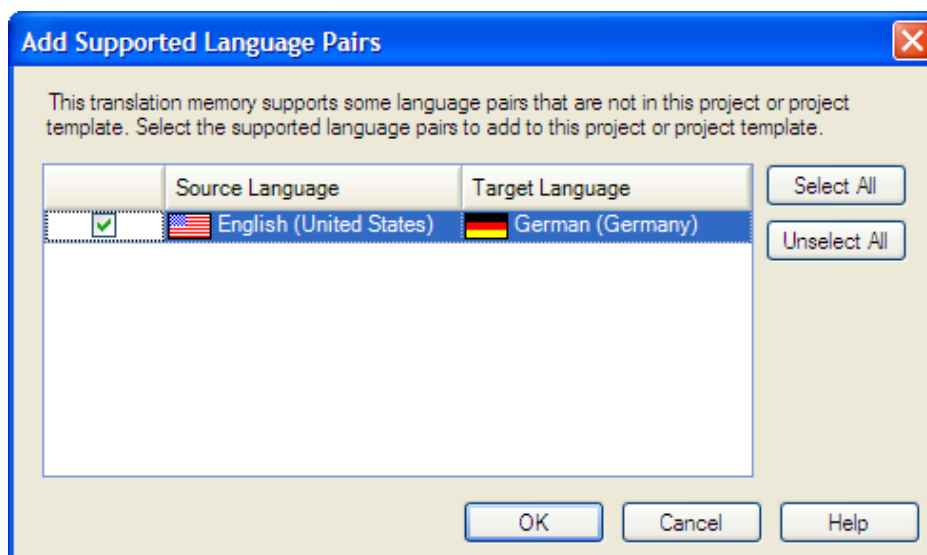 Add Supported Language Pairs
This translation memory supports some language pairs that are not in this project or project
template. Select the supported language pairs to add to this project or project template.
Source Language Target Language
English (United States) German (Germany)
Select All
Unselect All
OK Cancel Help